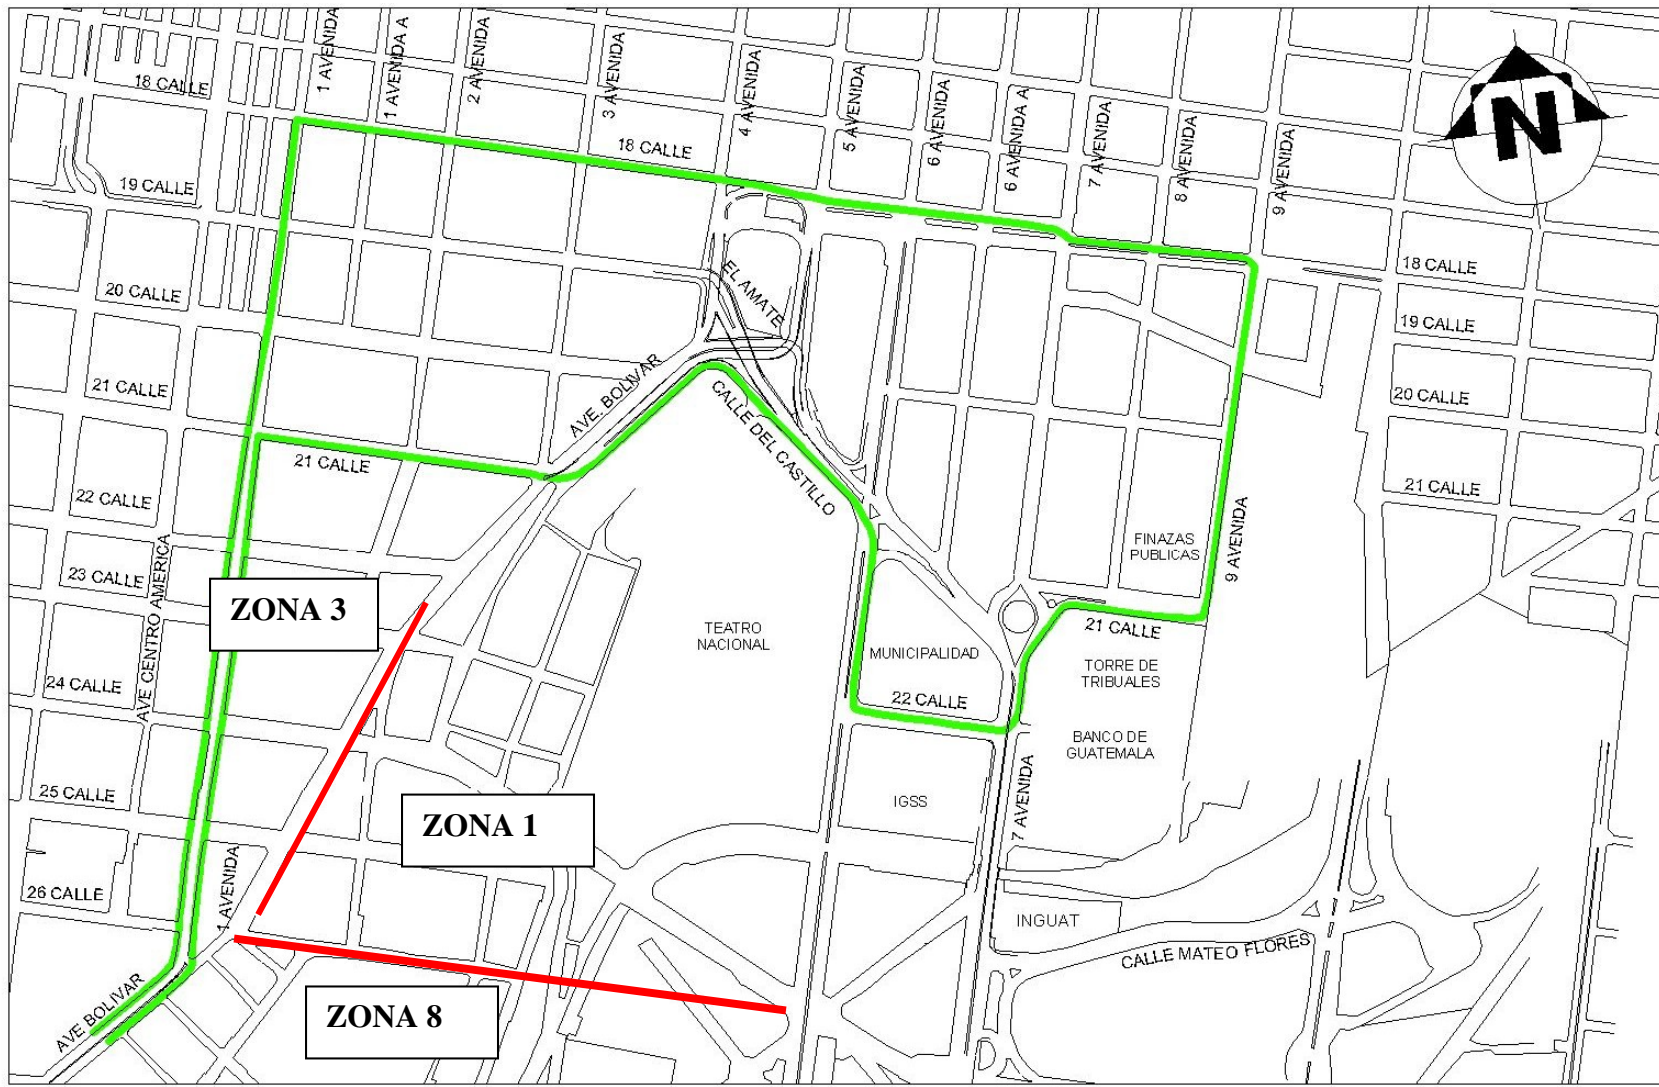 1 AVENIDA
1 AVENIDA A
2 AVENIDA
3 AVENIDA
4 AVENIDA
5 AVENIDA
6 AVENIDA
6 AVENIDA A
7 AVENIDA
8 AVENIDA
9 AVENIDA
N
18 CALLE
18 CALLE
19 CALLE
18 CALLE
20 CALLE
EL AMATE
19 CALLE
21 CALLE
AVE. BOLIVAR
CALLE DEL CASTILLO
20 CALLE
21 CALLE
22 CALLE
21 CALLE
FINAZAS
PUBLICAS
9 AVENIDA
23 CALLE
AVE CENTRO AMERICA
ZONA 3
TEATRO
NACIONAL
MUNICIPALIDAD
21 CALLE
TORRE DE
TRIBUALES
24 CALLE
22 CALLE
BANCO DE
GUATEMALA
25 CALLE
ZONA 1
IGSS
7 AVENIDA
26 CALLE
1 AVENIDA
INGUAT
CALLE MATEO FLORES
AVE BOLIVAR
ZONA 8